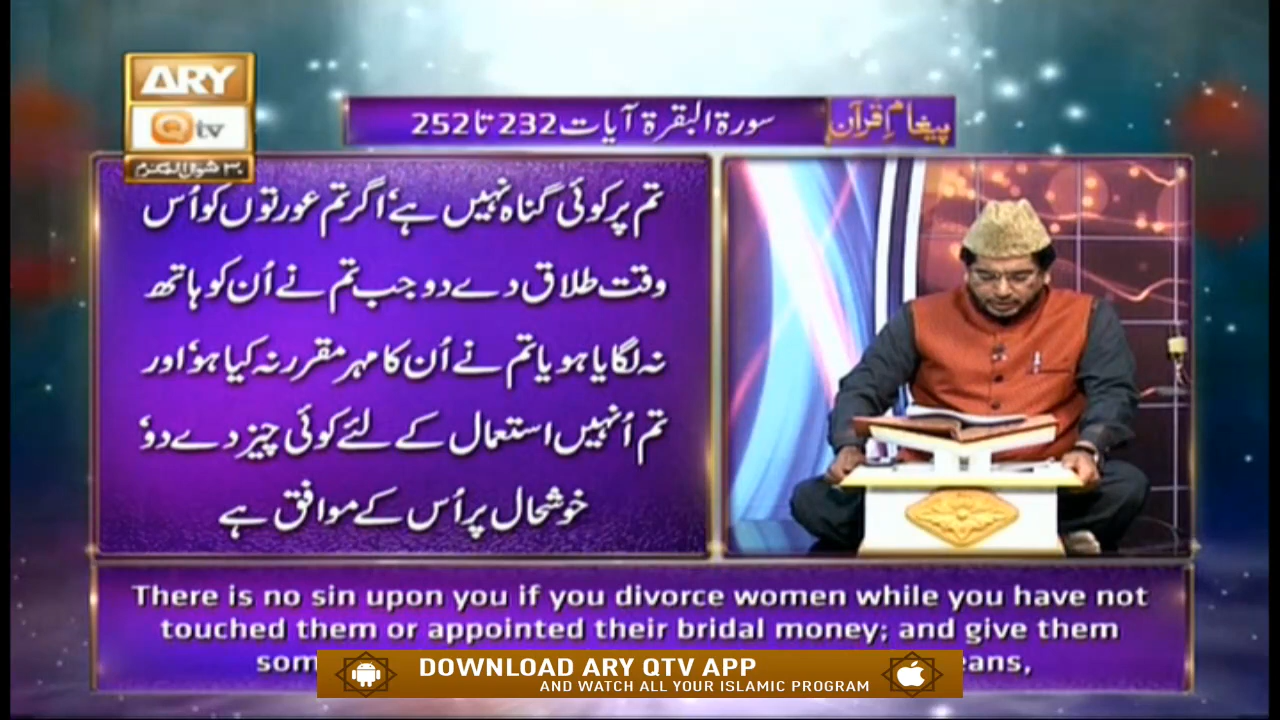 ARY
Qtv
۳۰ شوال المکرم
پیغامِ قرآن
سورۃ البقرۃ آیات 232 تا 252
تم پر کوئی گناہ نہیں ہے‘ اگر تم عورتوں کو اُس
وقت طلاق دے دو جب تم نے اُن کو ہاتھ
نہ لگایا ہو یا تم نے اُن کا مہر مقرر نہ کیا ہو‘ اور
تم اُنہیں استعمال کے لئے کوئی چیز دے دو‘
خوشحال پر اُس کے موافق ہے
There is no sin upon you if you divorce women while you have not
touched them or appointed their bridal money; and give them
som
eans,
DOWNLOAD ARY QTV APP
AND WATCH ALL YOUR ISLAMIC PROGRAM